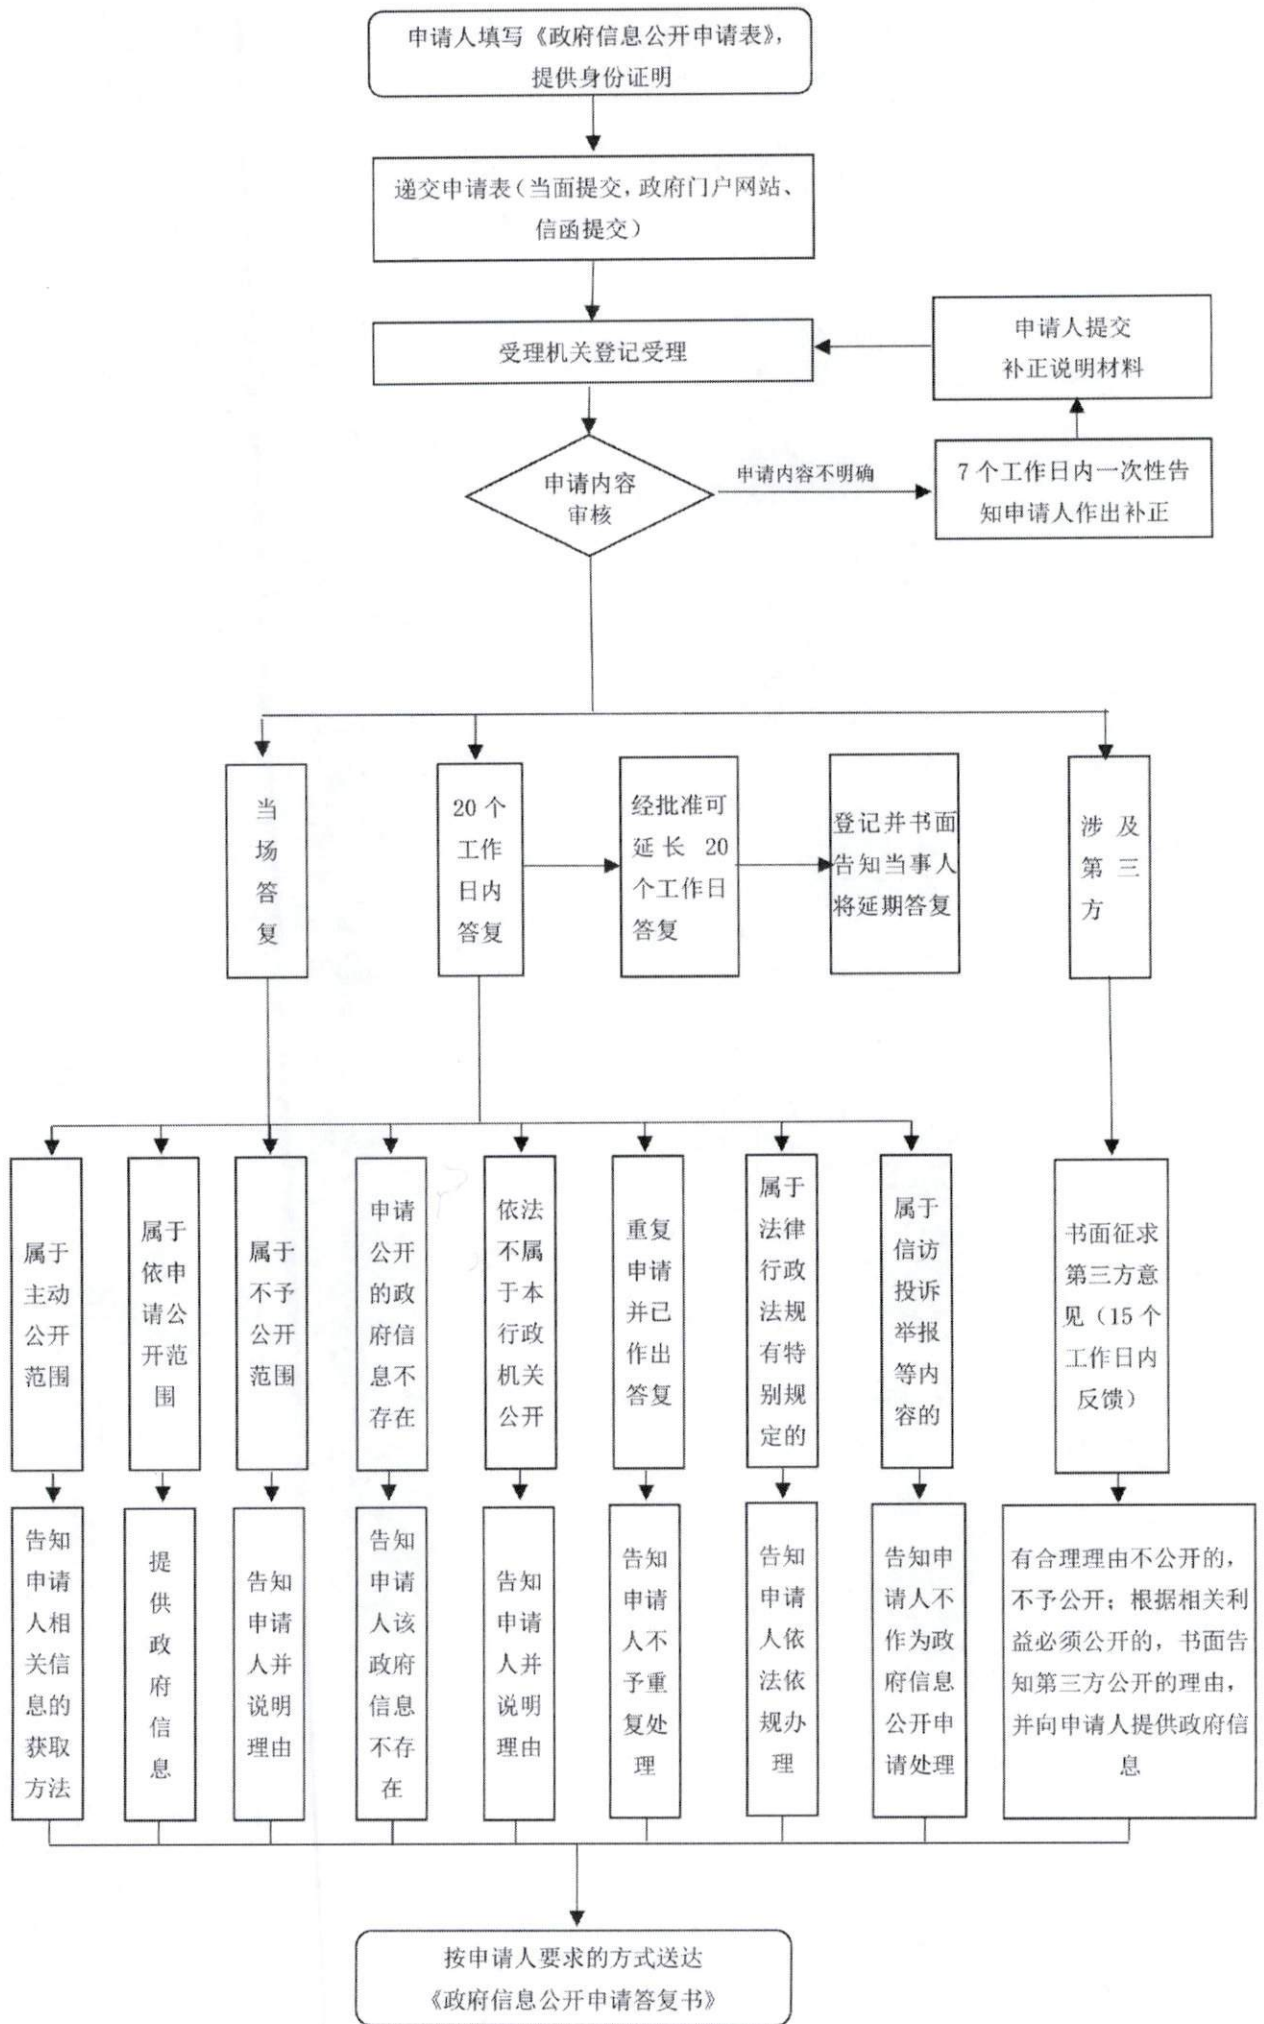 申请人填写《政府信息公开申请表》，
提供身份证明
递交申请表（当面提交，政府门户网站、
信函提交）
受理机关登记受理
申请人提交
补正说明材料
申请内容
审核
申请内容不明确
7 个工作日内一次性告
知申请人作出补正
当
场
答
复
20 个
工作
日内
答复
经批准可
延长 20
个工作日
答复
登记并书面
告知当事人
将延期答复
涉及
第三
方
属于
主动
公开
范围
属于
依申
请公
开范
围
属于
不予
公开
范围
申请
公开
的政
府信
息不
存在
依法
不属
于本
行政
机关
公开
重复
申请
并已
作出
答复
属于
法律
行政
法规
有特
别规
定的
属于
信访
投诉
举报
等内
容的
书面征求
第三方意
见（15 个
工作日内
反馈）
告知
申请
人相
关信
息的
获取
方法
提
供
政
府
信
息
告知
申请
人并
说明
理由
告知
申请
人该
政府
信息
不存
在
告知
申请
人并
说明
理由
告知
申请
人不
予重
复处
理
告知
申请
人依
法依
规办
理
告知申
请人不
作为政
府信息
公开申
请处理
有合理理由不公开的，
不予公开；根据相关利
益必须公开的，书面告
知第三方公开的理由，
并向申请人提供政府信
息
按申请人要求的方式送达
《政府信息公开申请答复书》